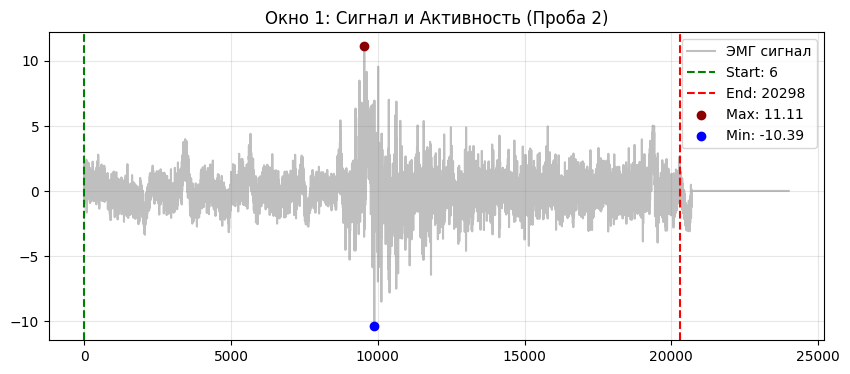 Окно 1: Сигнал и Активность (Проба 2)
ЭМГ сигнал
Start: 6
End: 20298
Max: 11.11
Min: -10.39
10
5
0
−5
−10
0 5000 10000 15000 20000 25000